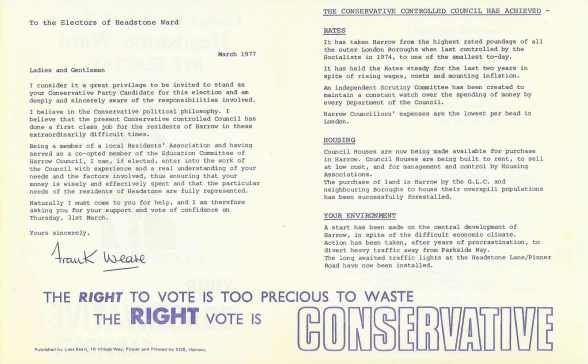 To the Electors of Headstone Ward
March 1977
Ladies and Gentlemen
I consider it a great privilege to be invited to stand as
your Conservative Party Candidate for this election and am
deeply and sincerely aware of the responsibilities involved.
I believe in the Conservative political philosophy. I
believe that the present Conservative controlled Council has
done a first class job for the residents of Harrow in these
extraordinarily difficult times.
Being a member of a local Residents' Association and having
served as a co-opted member of the Education Committee of
Harrow Council, I can, if elected, enter into the work of
the Council with experience and a real understanding of your
needs and the factors involved, thus ensuring that your
money is wisely and effectively spent and that the particular
needs of the residents of Headstone are fully represented.
Naturally I must come to you for help, and I am therefore
asking you for your support and vote of confidence on
Thursday, 31st March.
Yours sincerely,
Frank Weare
THE CONSERVATIVE CONTROLLED COUNCIL HAS ACHIEVED -
RATES
It has taken Harrow from the highest rated poundage of all
the outer London Boroughs when last controlled by the
Socialists in 1974, to one of the smallest to-day.
It has held the Rates steady for the last two years in
spite of rising wages, costs and mounting inflation.
An Independent Scrutiny Committee has been created to
maintain a constant watch over the spending of money by
every Department of the Council.
Harrow Councillors' expenses are the lowest per head in
London.
HOUSING
Council Houses are now being made available for purchase
in Harrow. Council Houses are being built to rent, to sell
at low cost, and for management and control by Housing
Associations.
The purchase of land in Harrow by the G.L.C. and
neighbouring Boroughs to house their overspill populations
has been successfully forestalled.
YOUR ENVIRONMENT
A start has been made on the central development of
Harrow, in spite of the difficult economic climate.
Action has been taken, after years of procrastination, to
divert heavy traffic away from Parkside Way.
The long awaited traffic lights at the Headstone Lane/Pinner
Road have now been installed.
THE RIGHT TO VOTE IS TOO PRECIOUS TO WASTE
THE RIGHT VOTE IS
CONSERVATIVE
Published by Village Way, Pinner and Printed by Harrow.